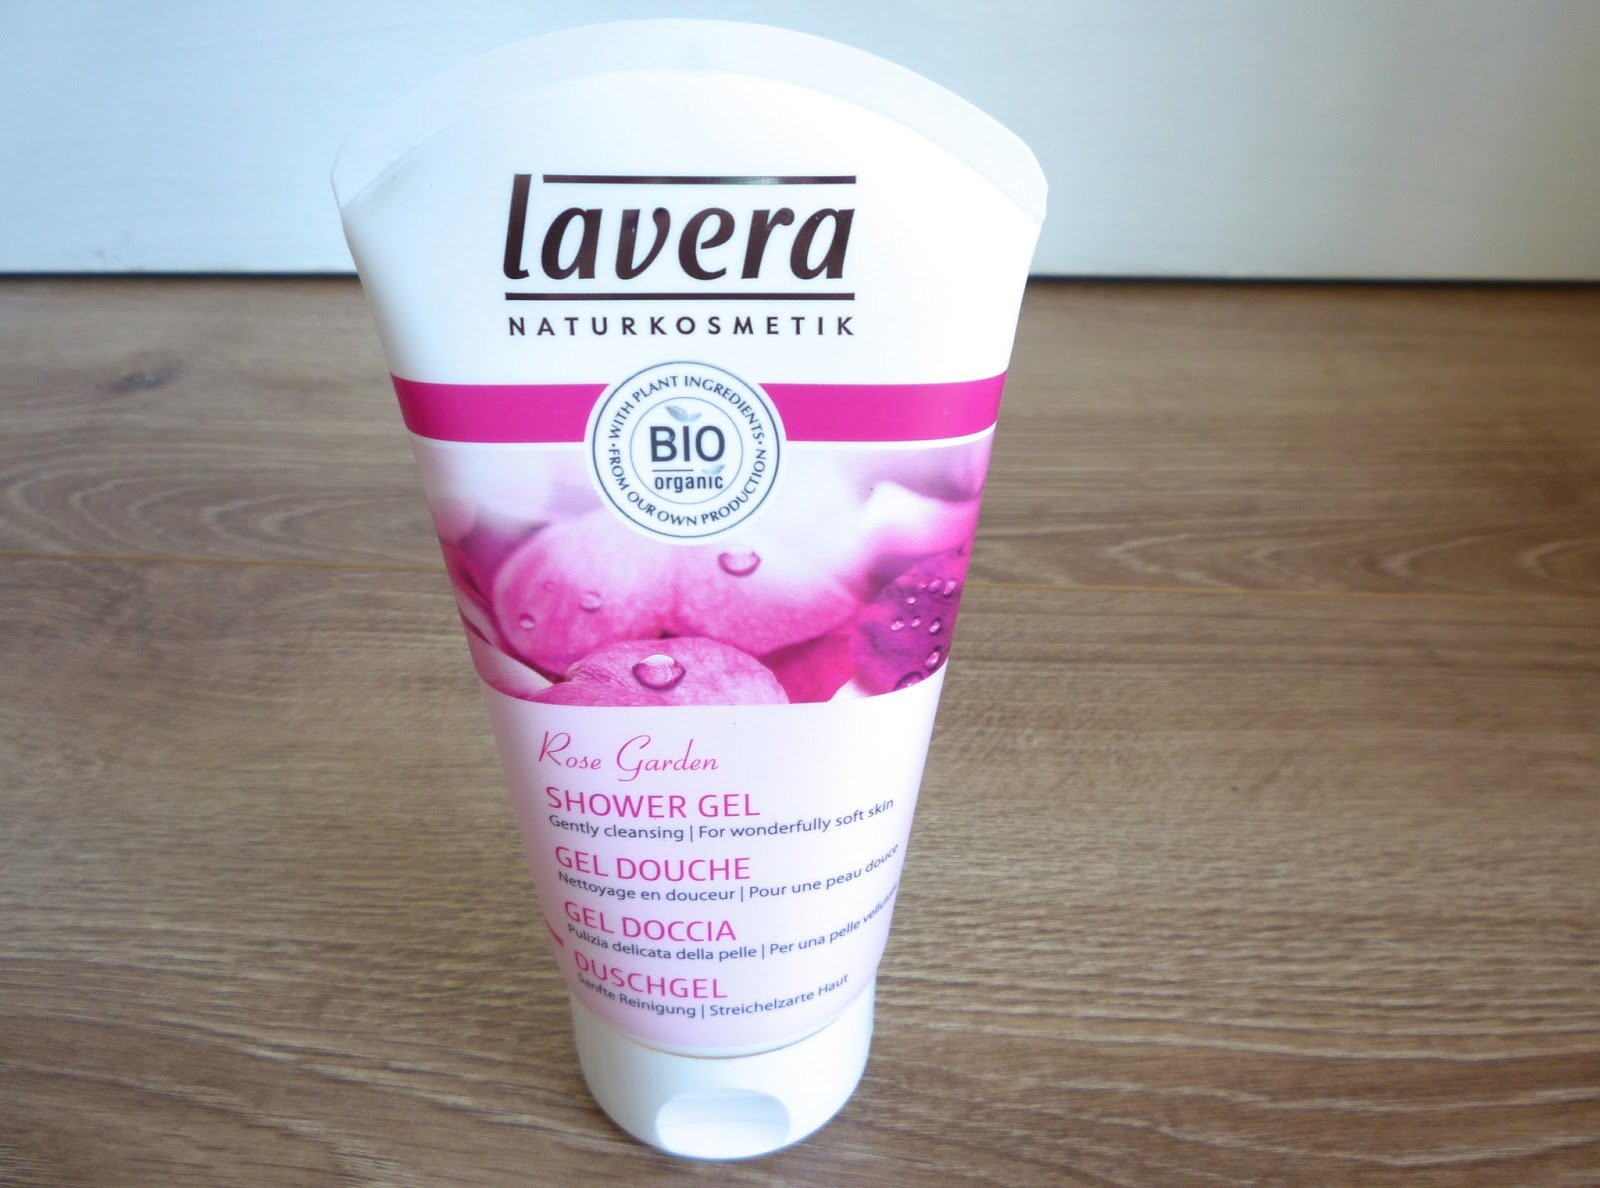 lavera
NATURKOSMETIK
• WITH PLANT INGREDIENTS •
FROM OUR OWN PRODUCTION
BIO
organic
Rose Garden
SHOWER GEL
Gently cleansing | For wonderfully soft skin
GEL DOUCHE
Nettoyage en douceur | Pour une peau douce
GEL DOCCIA
Pulizia delicata della pelle | Per una pelle
DUSCHGEL
Sanfte Reinigung | Streichelzarte Haut